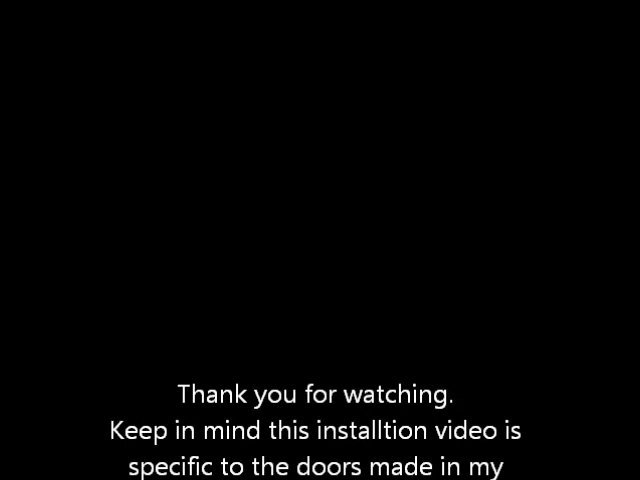 Thank you for watching.
Keep in mind this installtion video is
specific to the doors made in my